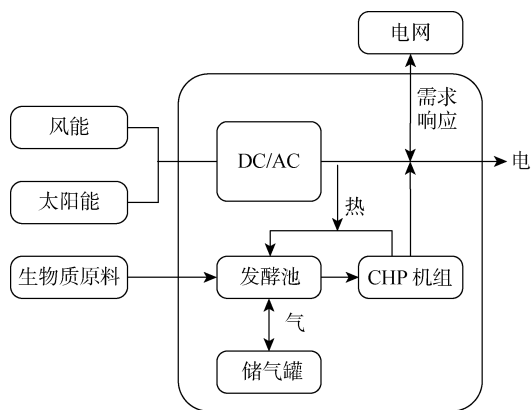 电网
需求
响应
风能
DC/AC
电
太阳能
热
生物质原料
发酵池
CHP 机组
气
储气罐